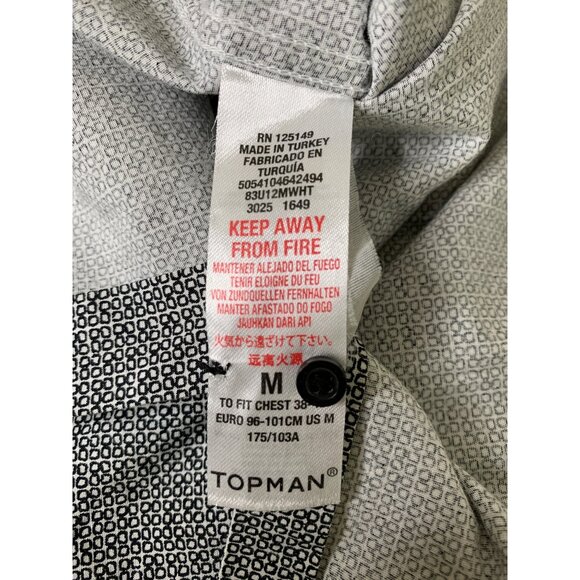 RN 125149
MADE IN TURKEY
FABRICADO EN
TURQUÍA
5054104642494
83U12MWHT
3025 1649
KEEP AWAY
FROM FIRE
MANTENER ALEJADO DEL FUEGO
TENIR ELOIGNE DU FEU
VON ZUNDQUELLEN FERNHALTEN
MANTER AFASTADO DO FOGO
JAUHKAN DARI API
火気から遠ざけて下さい。
远离火源
M
TO FIT CHEST 38-
EURO 96-101CM US M
175/103A
TOPMAN®